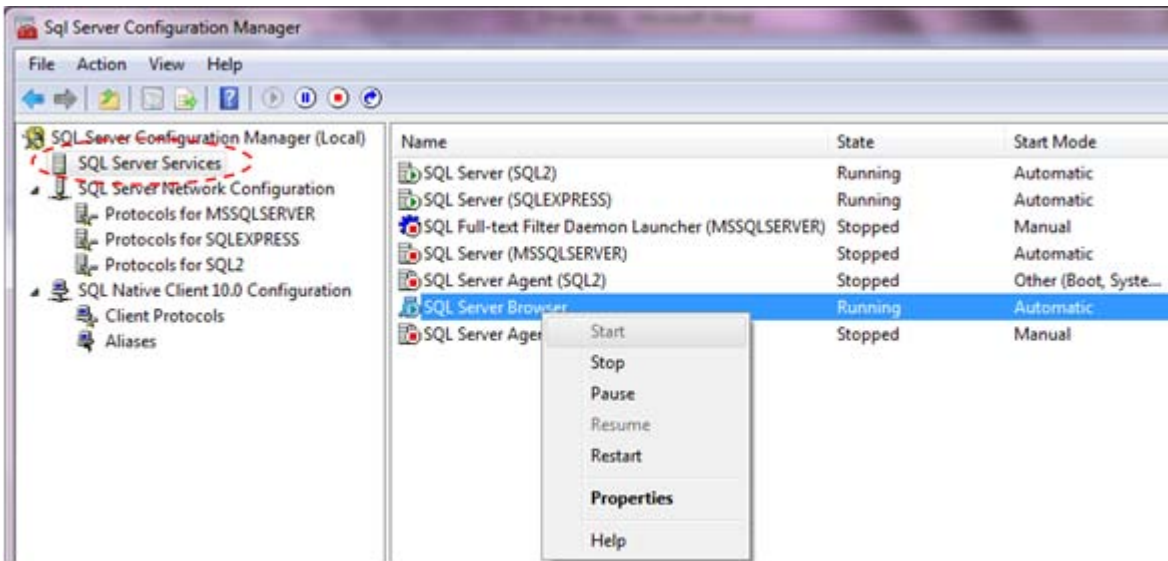 Sql Server Configuration Manager
File Action View Help
SQL Server Configuration Manager (Local)
SQL Server Services
SQL Server Network Configuration
Protocols for MSSQLSERVER
Protocols for SQLEXPRESS
Protocols for SQL2
SQL Native Client 10.0 Configuration
Client Protocols
Aliases
Name State Start Mode
SQL Server (SQL2) Running Automatic
SQL Server (SQLEXPRESS) Running Automatic
SQL Full-text Filter Daemon Launcher (MSSQLSERVER) Stopped Manual
SQL Server (MSSQLSERVER) Stopped Automatic
SQL Server Agent (SQL2) Stopped Other (Boot, Syste...
SQL Server Browser Running Automatic
SQL Server Agen Stopped Manual
Start
Stop
Pause
Resume
Restart
Properties
Help